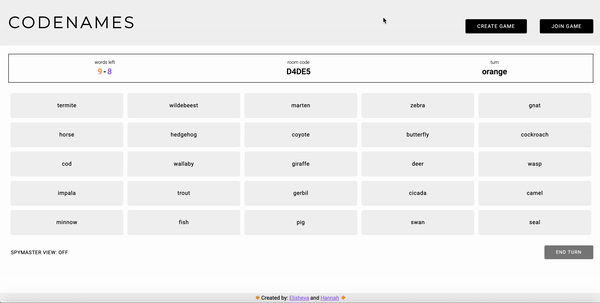 CODENAMES
CREATE GAME JOIN GAME
words left room code turn
9-8 D4DE5 orange
termite wildebeest marten zebra gnat
horse hedgehog coyote butterfly cockroach
cod wallaby giraffe deer wasp
impala trout gerbil cicada camel
minnow fish pig swan seal
SPYMASTER VIEW: OFF END TURN
Created by: Elisheva and Hannah